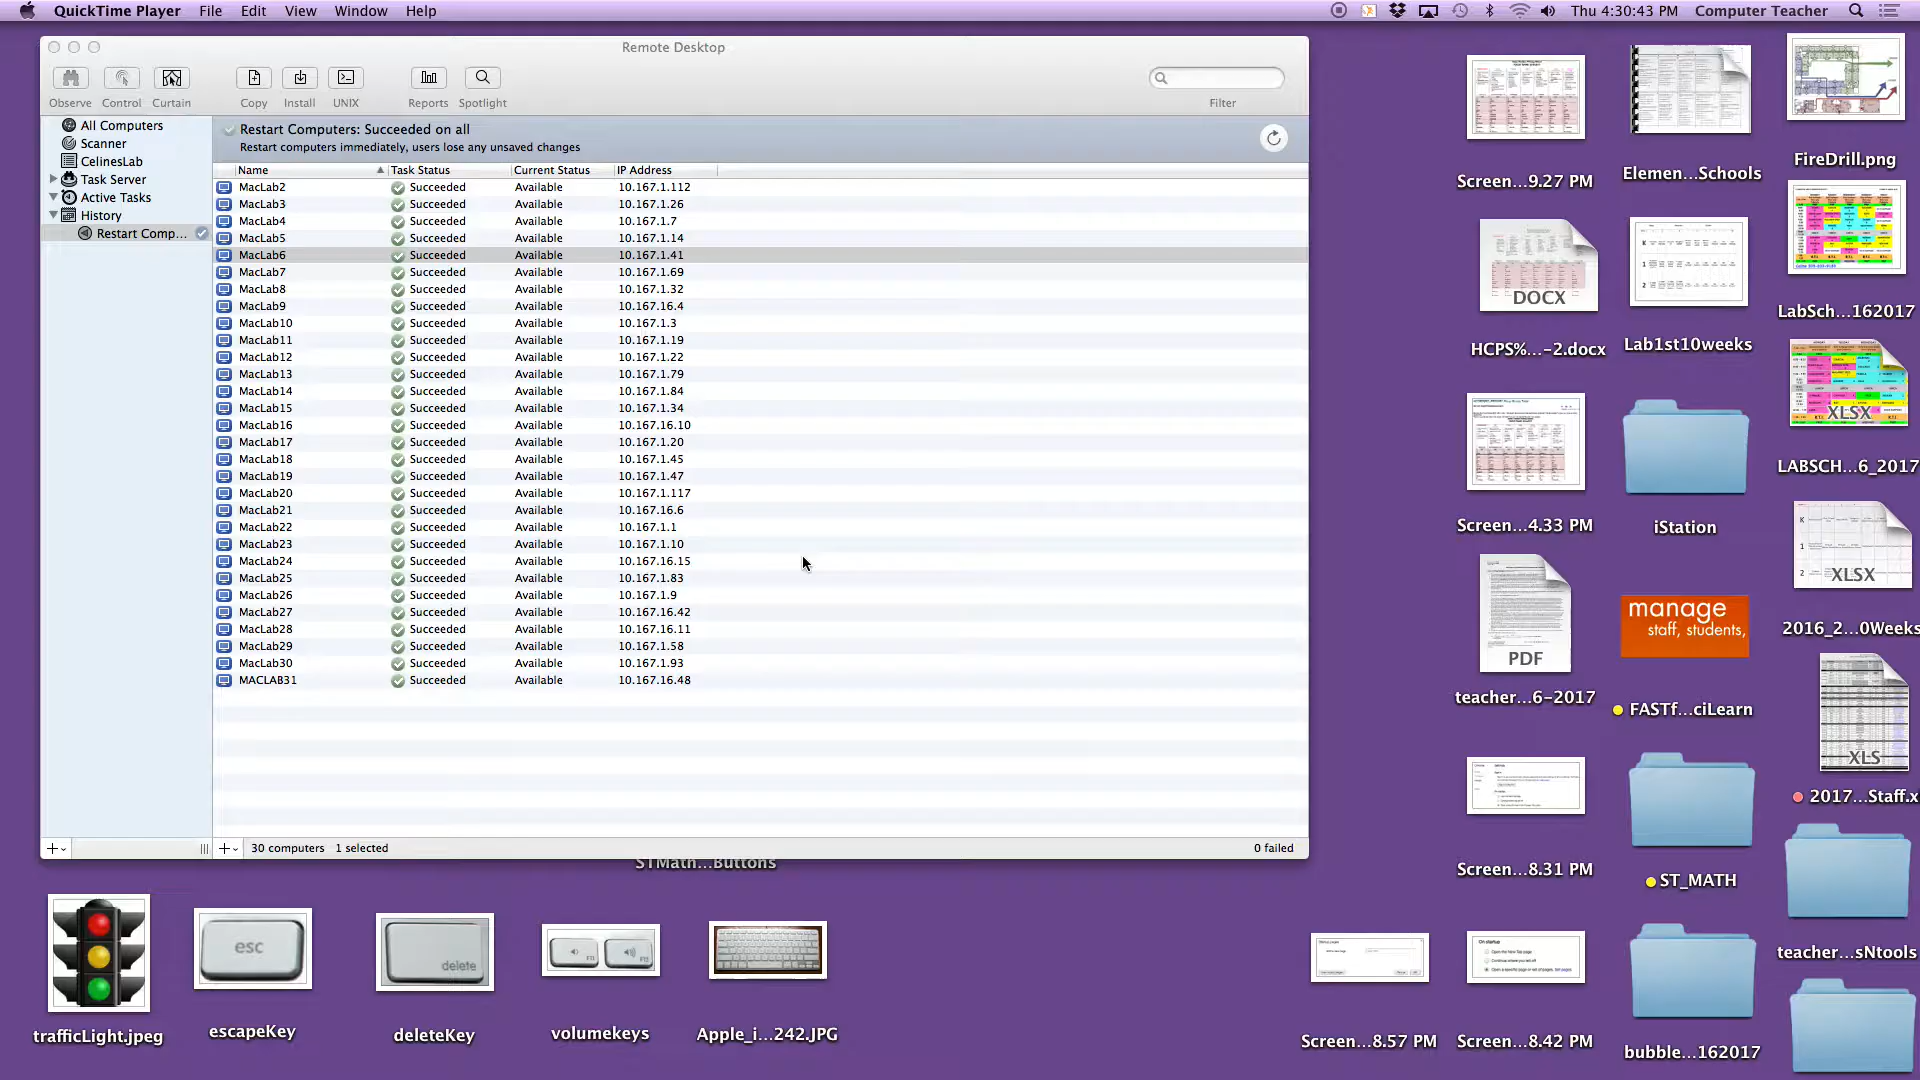 QuickTime Player File Edit View Window Help
Thu 4:30:43 PM Computer Teacher
Remote Desktop
Observe Control Curtain Copy Install UNIX Reports Spotlight Filter
All Computers
Scanner
CelinesLab
Task Server
Active Tasks
History
Restart Comp...
Restart Computers: Succeeded on all
Restart computers immediately, users lose any unsaved changes
Name Task Status Current Status IP Address
MacLab2 Succeeded Available 10.167.1.112
MacLab3 Succeeded Available 10.167.1.26
MacLab4 Succeeded Available 10.167.1.7
MacLab5 Succeeded Available 10.167.1.14
MacLab6 Succeeded Available 10.167.1.41
MacLab7 Succeeded Available 10.167.1.69
MacLab8 Succeeded Available 10.167.1.32
MacLab9 Succeeded Available 10.167.16.4
MacLab10 Succeeded Available 10.167.1.3
MacLab11 Succeeded Available 10.167.1.19
MacLab12 Succeeded Available 10.167.1.22
MacLab13 Succeeded Available 10.167.1.79
MacLab14 Succeeded Available 10.167.1.84
MacLab15 Succeeded Available 10.167.1.34
MacLab16 Succeeded Available 10.167.16.10
MacLab17 Succeeded Available 10.167.1.20
MacLab18 Succeeded Available 10.167.1.45
MacLab19 Succeeded Available 10.167.1.47
MacLab20 Succeeded Available 10.167.1.117
MacLab21 Succeeded Available 10.167.16.6
MacLab22 Succeeded Available 10.167.1.1
MacLab23 Succeeded Available 10.167.1.10
MacLab24 Succeeded Available 10.167.16.15
MacLab25 Succeeded Available 10.167.1.83
MacLab26 Succeeded Available 10.167.1.9
MacLab27 Succeeded Available 10.167.16.42
MacLab28 Succeeded Available 10.167.16.11
MacLab29 Succeeded Available 10.167.1.58
MacLab30 Succeeded Available 10.167.1.93
MACLAB31 Succeeded Available 10.167.16.48
30 computers 1 selected 0 failed
STMath...Buttons
Screen...9.27 PM
Elemen...Schools
FireDrill.png
DOCX
HCPS%...-2.docx
Lab1st10weeks
LabSch...162017
XLSX
LABSCH...6_2017
Screen...4.33 PM
iStation
XLSX
2016_2...0Weeks
PDF
teacher...6-2017
manage
staff, students,
FASTf...ciLearn
XLS
2017...Staff.x
Screen...8.31 PM
ST_MATH
teacher...sNtools
esc
delete
F11
trafficLight.jpeg
escapeKey
deleteKey
volumekeys
Apple_i...242.JPG
Screen...8.57 PM
On startup
Screen...8.42 PM
bubble...162017